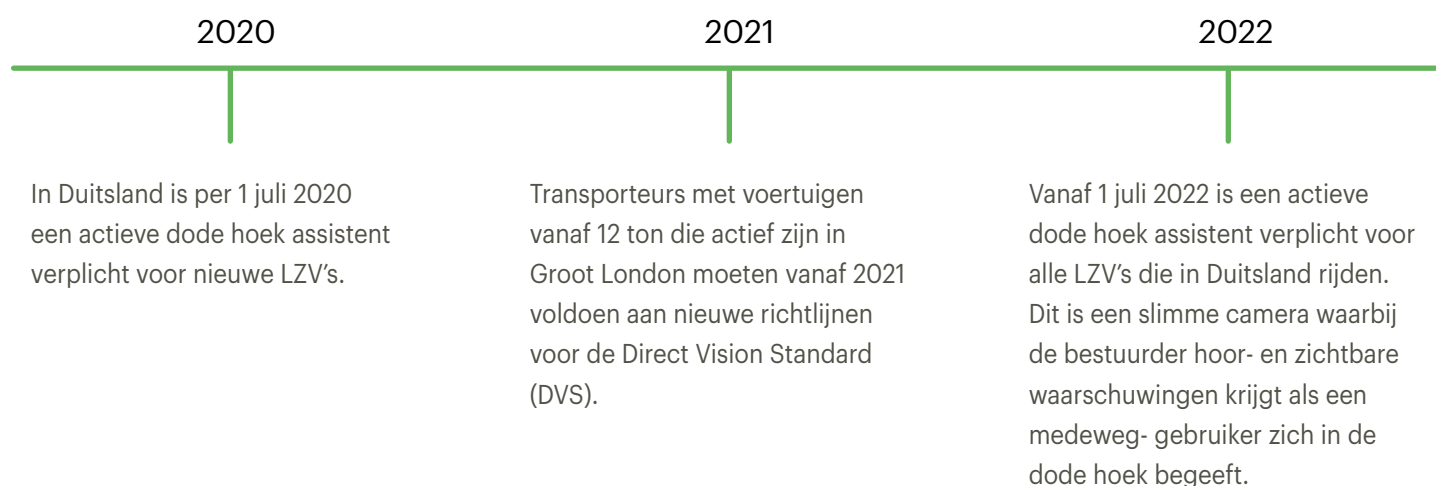 2020
2021
2022
In Duitsland is per 1 juli 2020
een actieve dode hoek assistent
verplicht voor nieuwe LZV’s.
Transporteurs met voertuigen
vanaf 12 ton die actief zijn in
Groot London moeten vanaf 2021
voldoen aan nieuwe richtlijnen
voor de Direct Vision Standard
(DVS).
Vanaf 1 juli 2022 is een actieve
dode hoek assistent verplicht voor
alle LZV’s die in Duitsland rijden.
Dit is een slimme camera waarbij
de bestuurder hoor- en zichtbare
waarschuwingen krijgt als een
medeweg- gebruiker zich in de
dode hoek begeeft.